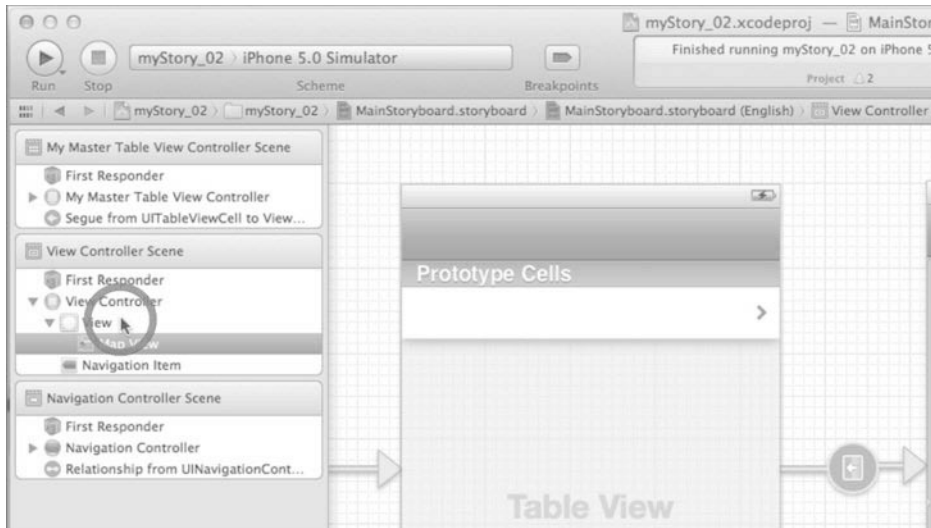 myStory_02.xcodeproj — MainStor
myStory_02 › iPhone 5.0 Simulator
Finished running myStory_02 on iPhone 5
Run Stop Scheme Breakpoints Project 2
myStory_02 › myStory_02 › MainStoryboard.storyboard › MainStoryboard.storyboard (English) › View Controller
My Master Table View Controller Scene
First Responder
My Master Table View Controller
Segue from UITableViewCell to View...
View Controller Scene
First Responder
View Controller
View
Map View
Navigation Item
Navigation Controller Scene
First Responder
Navigation Controller
Relationship from UINavigationCont...
Prototype Cells
Table View